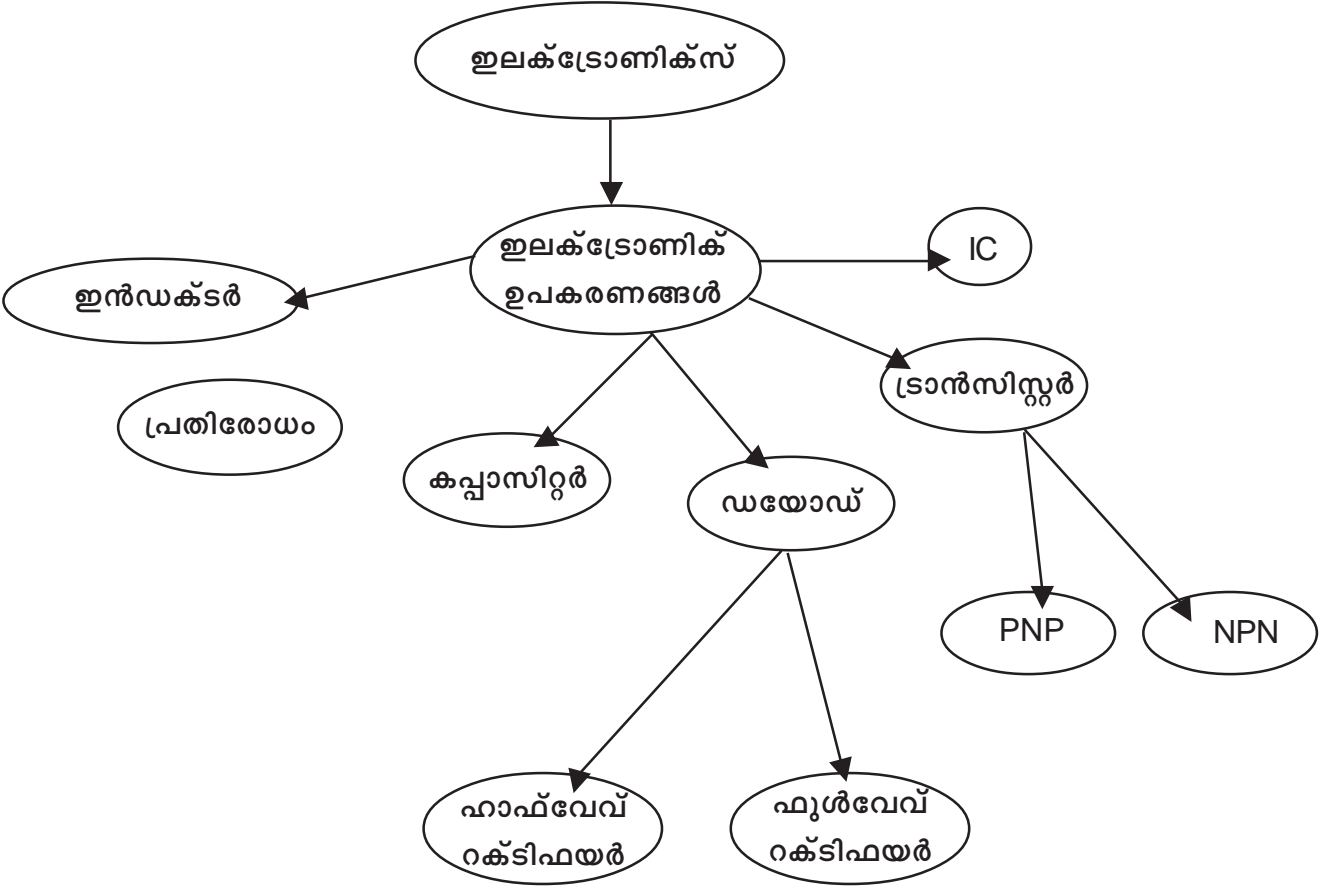 ഇലക്ട്രോണിക്സ്
ഇലക്ട്രോണിക്
ഉപകരണങ്ങൾ
IC
ഇൻഡക്ടർ
ട്രാൻസിസ്റ്റർ
പ്രതിരോധം
കപ്പാസിറ്റർ
ഡയോഡ്
PNP
NPN
ഹാഫ്‌വേവ്
റക്ടിഫയർ
ഫുൾവേവ്
റക്ടിഫയർ